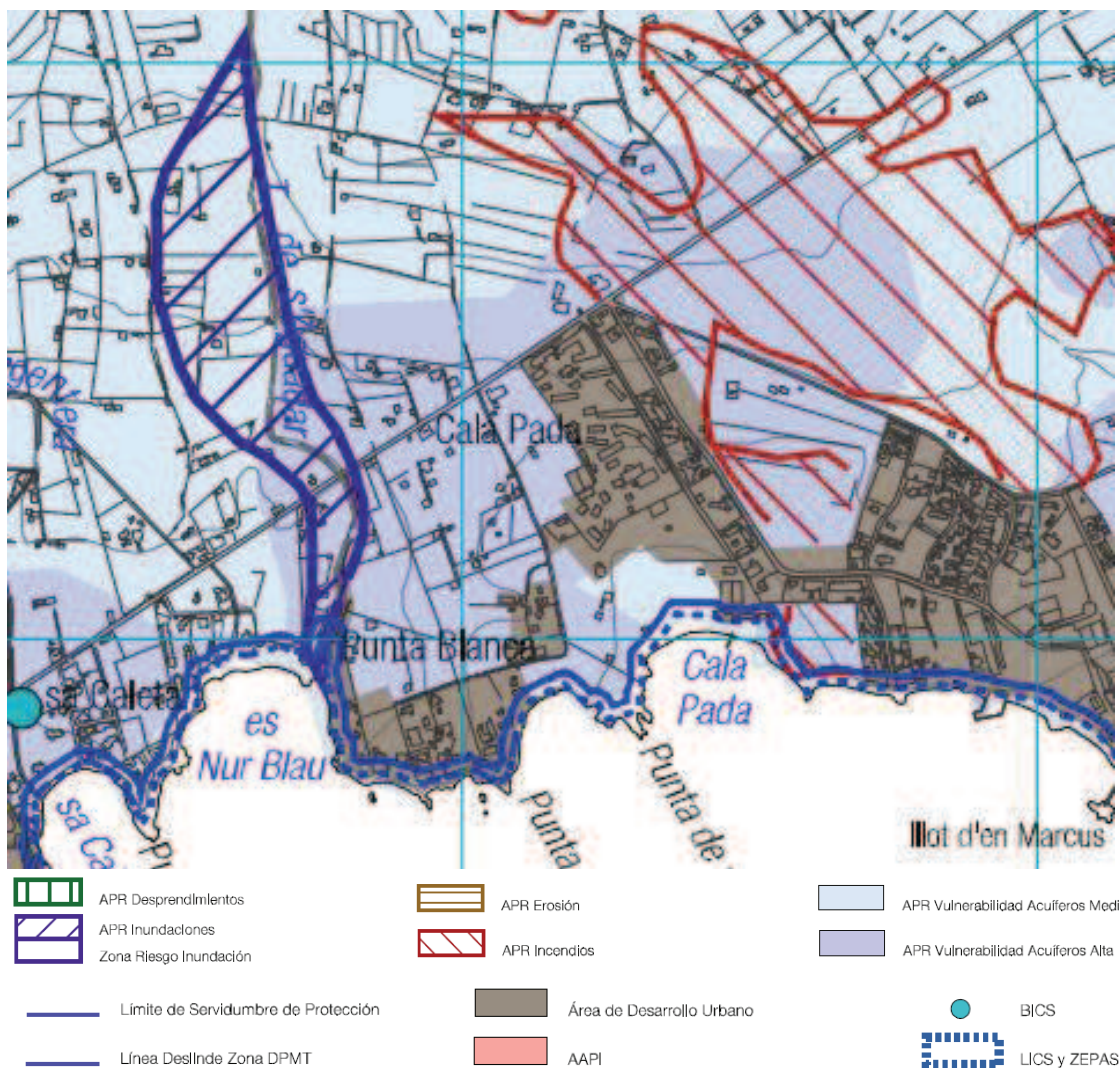 Cala Pada
Punta Blanca
sa Caleta
es
Nur Blau
Cala
Pada
sa Ca
Punta
Punta de
Illot d'en Marcus
APR Desprendimientos
APR Inundaciones
Zona Riesgo Inundación
APR Erosión
APR Incendios
APR Vulnerabilidad Acuíferos Medi
APR Vulnerabilidad Acuíferos Alta
Límite de Servidumbre de Protección
Línea Deslinde Zona DPMT
Área de Desarrollo Urbano
AAPI
BICS
LICS y ZEPAS